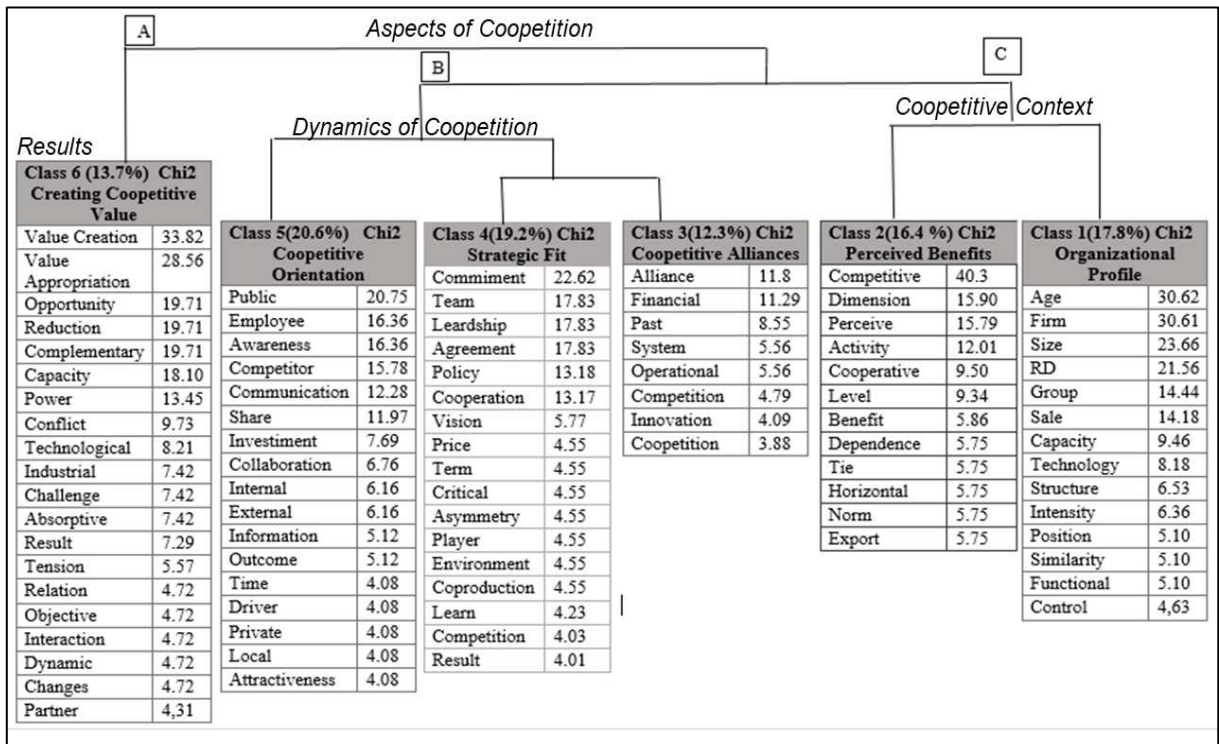 A
Aspects of Coopetition
B
C
Coopetitive Context
Dynamics of Coopetition
Results
Class 6 (13.7%) Chi2
Creating Coopetitive
Value
Value Creation 33.82
Value
Appropriation 28.56
Opportunity 19.71
Reduction 19.71
Complementary 19.71
Capacity 18.10
Power 13.45
Conflict 9.73
Technological 8.21
Industrial 7.42
Challenge 7.42
Absorptive 7.42
Result 7.29
Tension 5.57
Relation 4.72
Objective 4.72
Interaction 4.72
Dynamic 4.72
Changes 4.72
Partner 4,31
Class 5(20.6%) Chi2
Coopetitive
Orientation
Public 20.75
Employee 16.36
Awareness 16.36
Competitor 15.78
Communication 12.28
Share 11.97
Investiment 7.69
Collaboration 6.76
Internal 6.16
External 6.16
Information 5.12
Outcome 5.12
Time 4.08
Driver 4.08
Private 4.08
Local 4.08
Attractiveness 4.08
Class 4(19.2%) Chi2
Strategic Fit
Commiment 22.62
Team 17.83
Leardship 17.83
Agreement 17.83
Policy 13.18
Cooperation 13.17
Vision 5.77
Price 4.55
Term 4.55
Critical 4.55
Asymmetry 4.55
Player 4.55
Environment 4.55
Coproduction 4.55
Learn 4.23
Competition 4.03
Result 4.01
Class 3(12.3%) Chi2
Coopetitive Alliances
Alliance 11.8
Financial 11.29
Past 8.55
System 5.56
Operational 5.56
Competition 4.79
Innovation 4.09
Coopetition 3.88
Class 2(16.4 %) Chi2
Perceived Benefits
Competitive 40.3
Dimension 15.90
Perceive 15.79
Activity 12.01
Cooperative 9.50
Level 9.34
Benefit 5.86
Dependence 5.75
Tie 5.75
Horizontal 5.75
Norm 5.75
Export 5.75
Class 1(17.8%) Chi2
Organizational
Profile
Age 30.62
Firm 30.61
Size 23.66
RD 21.56
Group 14.44
Sale 14.18
Capacity 9.46
Technology 8.18
Structure 6.53
Intensity 6.36
Position 5.10
Similarity 5.10
Functional 5.10
Control 4,63